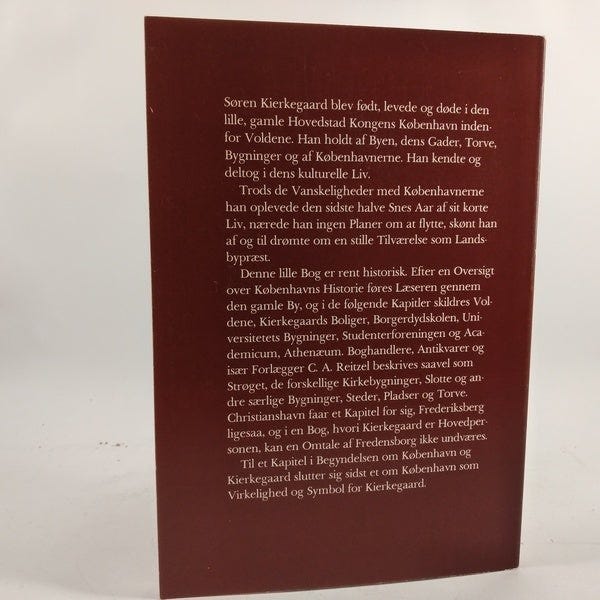 Søren Kierkegaard blev født, levede og døde i den
lille, gamle Hovedstad Kongens København inden-
for Voldene. Han holdt af Byen, dens Gader, Torve,
Bygninger og af Københavnerne. Han kendte og
deltog i dens kulturelle Liv.
Trods de Vanskeligheder med Københavnerne
han oplevede den sidste halve Snes Aar af sit korte
Liv, nærede han ingen Planer om at flytte, skønt han
af og til drømte om en stille Tilværelse som Lands-
bypræst.
Denne lille Bog er rent historisk. Efter en Oversigt
over Københavns Historie føres Læseren gennem
den gamle By, og i de følgende Kapitler skildres Vol-
dene, Kierkegaards Boliger, Borgerdydskolen, Uni-
versitetets Bygninger, Studenterforeningen og Aca-
demicum, Athenæum. Boghandlere, Antikvarer og
især Forlægger C. A. Reitzel beskrives saavel som
Strøget, de forskellige Kirkebygninger, Slotte og an-
dre særlige Bygninger, Steder, Pladser og Torve.
Christianshavn faar et Kapitel for sig, Frederiksberg
ligesaa, og i en Bog, hvori Kierkegaard er Hovedper-
sonen, kan en Omtale af Fredensborg ikke undværes.
Til et Kapitel i Begyndelsen om København og
Kierkegaard slutter sig sidst et om København som
Virkelighed og Symbol for Kierkegaard.